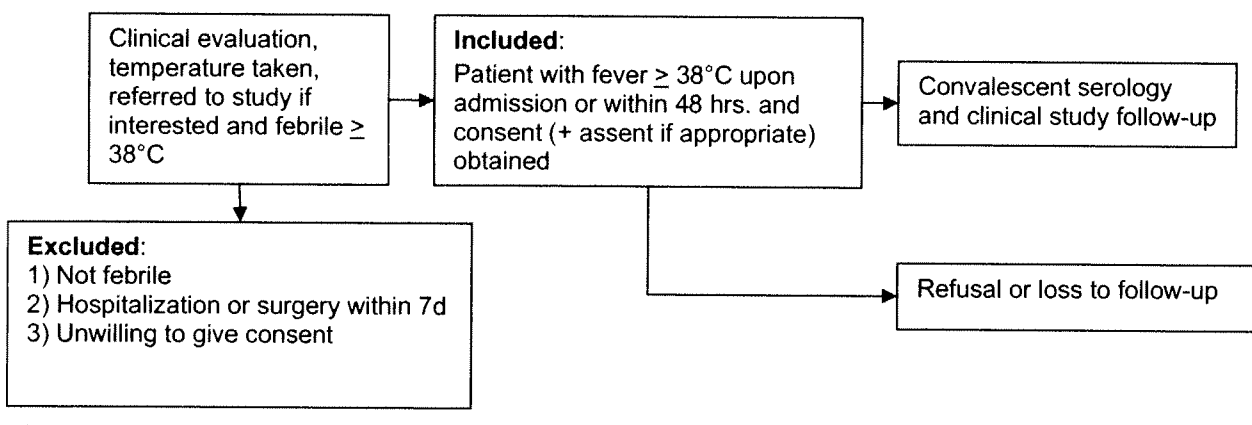 Clinical evaluation,
temperature taken,
referred to study if
interested and febrile ≥
38°C
Included:
Patient with fever ≥ 38°C upon
admission or within 48 hrs. and
consent (+ assent if appropriate)
obtained
Convalescent serology
and clinical study follow-up
Excluded:
1) Not febrile
2) Hospitalization or surgery within 7d
3) Unwilling to give consent
Refusal or loss to follow-up